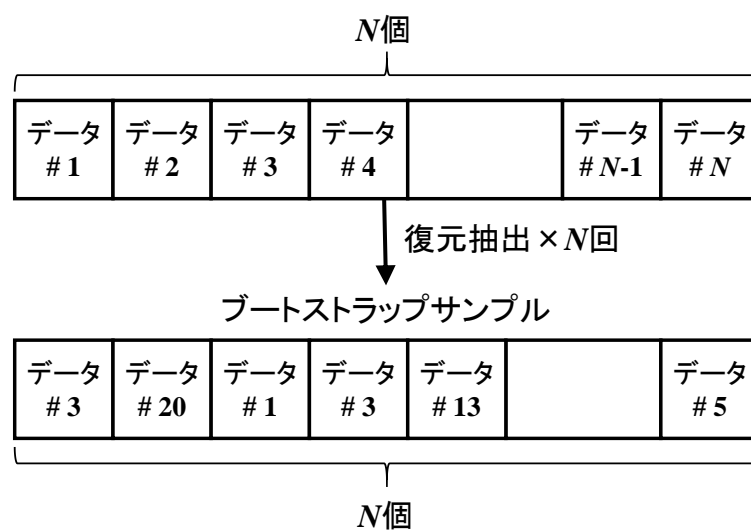 N個
データ データ データ データ データ データ
# 1 # 2 # 3 # 4 # N-1 # N
復元抽出×N回
ブートストラップサンプル
データ データ データ データ データ データ
# 3 # 20 # 1 # 3 # 13 # 5
N個